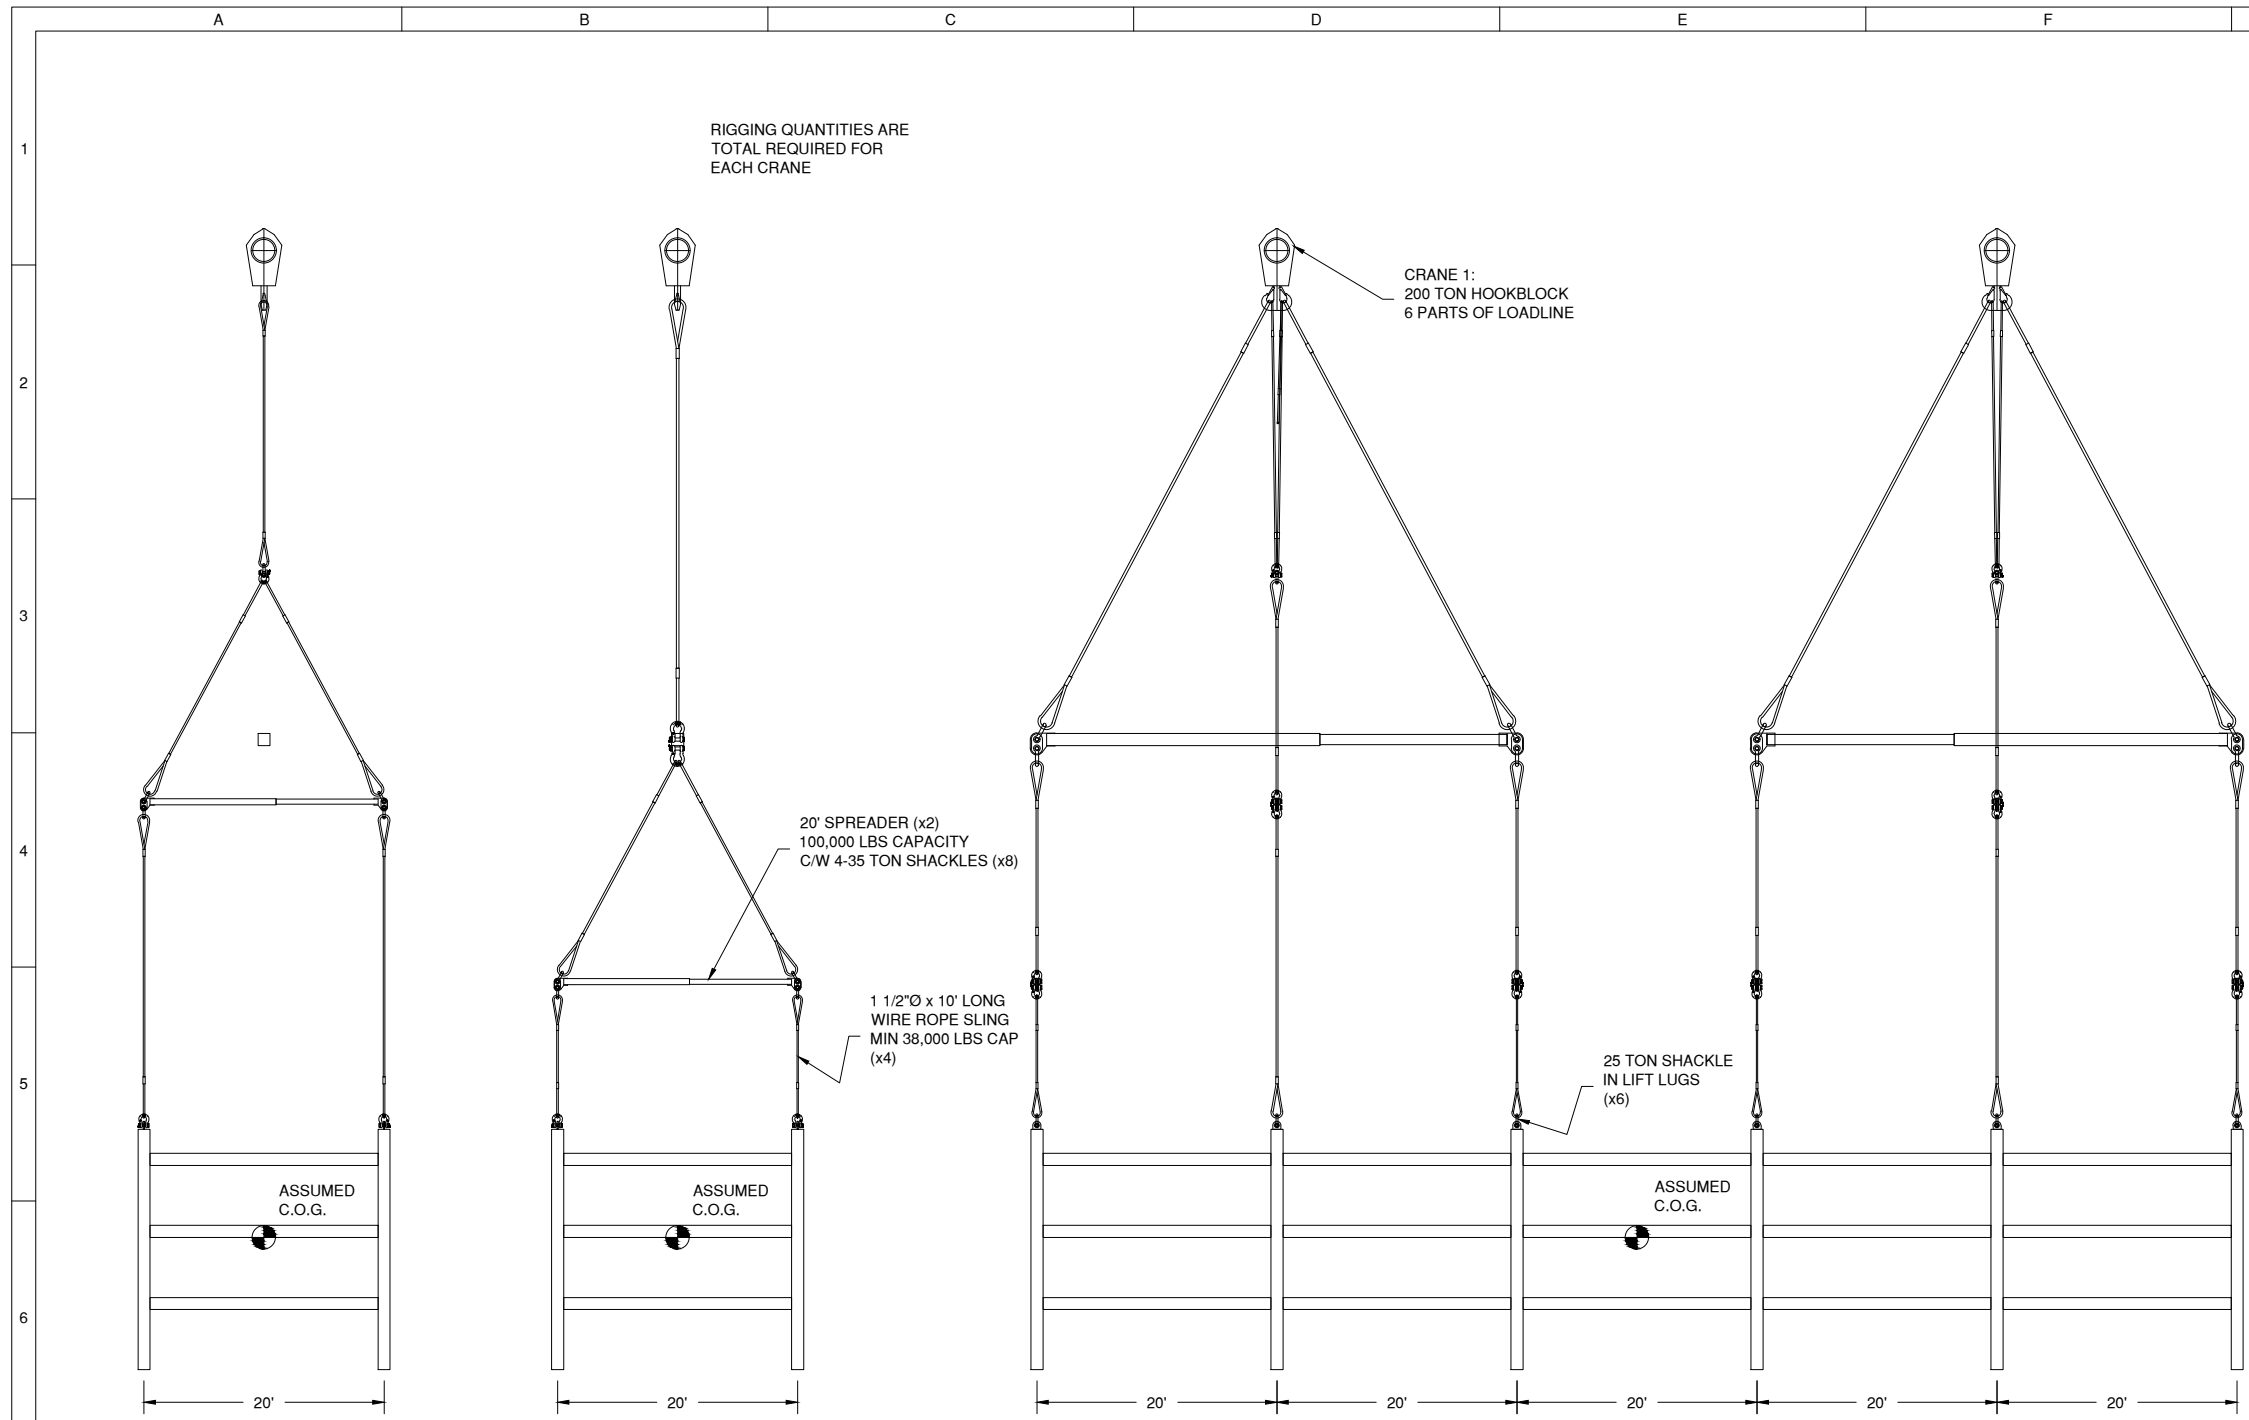 A
B
C
D
E
F
1
2
3
4
5
6
RIGGING QUANTITIES ARE
TOTAL REQUIRED FOR
EACH CRANE
CRANE 1:
200 TON HOOKBLOCK
6 PARTS OF LOADLINE
20' SPREADER (x2)
100,000 LBS CAPACITY
C/W 4-35 TON SHACKLES (x8)
1 1/2"Ø x 10' LONG
WIRE ROPE SLING
MIN 38,000 LBS CAP
(x4)
25 TON SHACKLE
IN LIFT LUGS
(x6)
ASSUMED
C.O.G.
ASSUMED
C.O.G.
ASSUMED
C.O.G.
20'
20'
20'
20'
20'
20'
20'